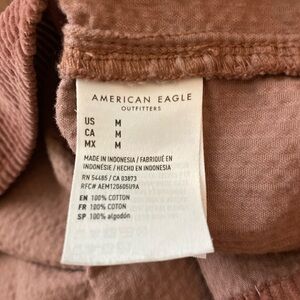 AMERICAN EAGLE
OUTFITTERS
US M
CA M
MX M
MADE IN INDONESIA / FABRIQUÉ EN
INDONÉSIE / HECHO EN INDONESIA
RN 54485 / CA 03873
RFC# AEM120605U9A
EN 100% COTTON
FR 100% COTON
SP 100% algodón